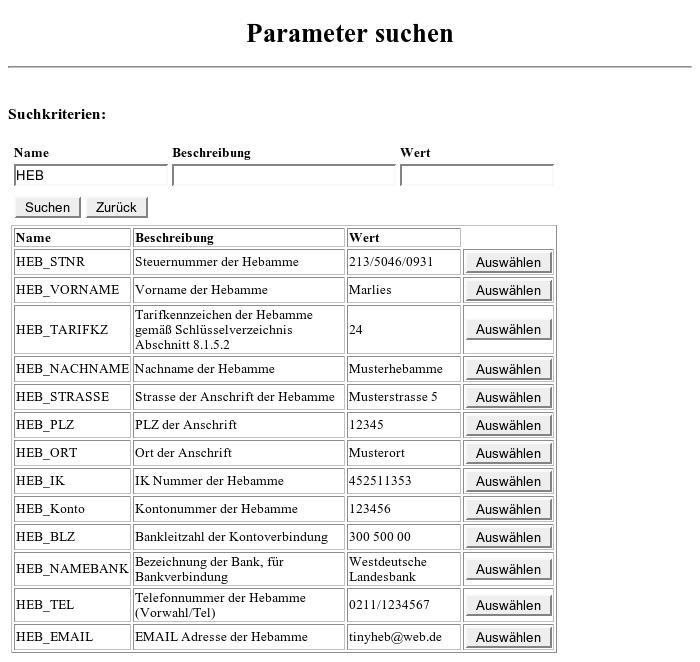 Parameter suchen
Suchkriterien:
Name Beschreibung Wert
HEB
Suchen Zurück
Name Beschreibung Wert
HEB_STNR Steuernummer der Hebamme 213/5046/0931 Auswählen
HEB_VORNAME Vorname der Hebamme Marlies Auswählen
Tarifkennzeichen der Hebamme
HEB_TARIFKZ gemäß Schlüsselverzeichnis 24 Auswählen
Abschnitt 8.1.5.2
HEB_NACHNAME Nachname der Hebamme Musterhebamme Auswählen
HEB_STRASSE Strasse der Anschrift der Hebamme Musterstrasse 5 Auswählen
HEB_PLZ PLZ der Anschrift 12345 Auswählen
HEB_ORT Ort der Anschrift Musterort Auswählen
HEB_IK IK Nummer der Hebamme 452511353 Auswählen
HEB_Konto Kontonummer der Hebamme 123456 Auswählen
HEB_BLZ Bankleitzahl der Kontoverbindung 300 500 00 Auswählen
HEB_NAMEBANK Bezeichnung der Bank, für Westdeutsche Auswählen
Bankverbindung Landesbank
HEB_TEL Telefonnummer der Hebamme 0211/1234567 Auswählen
(Vorwahl/Tel)
HEB_EMAIL EMAIL Adresse der Hebamme tinyheb@web.de Auswählen